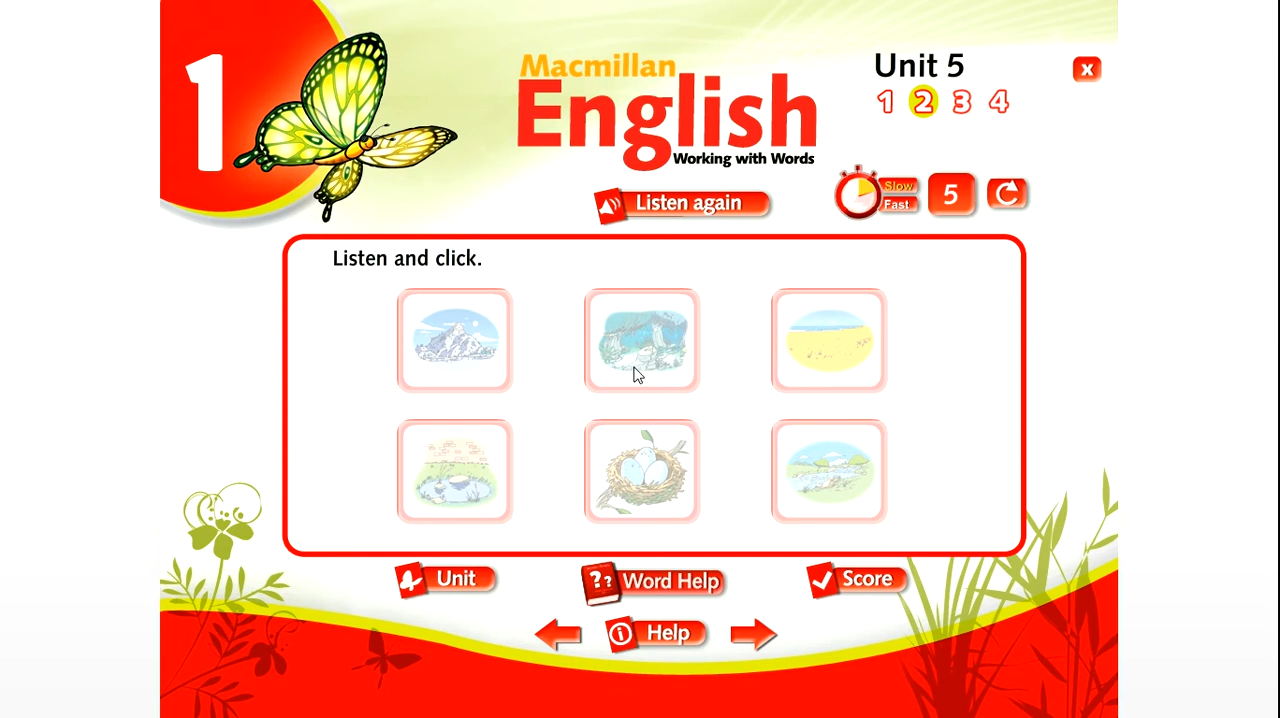 1
Macmillan
English
Working with Words
Unit 5
1 2 3 4
x
Listen again
Slow
Fast
5
Listen and click.
Unit
? ? Word Help
Score
i Help